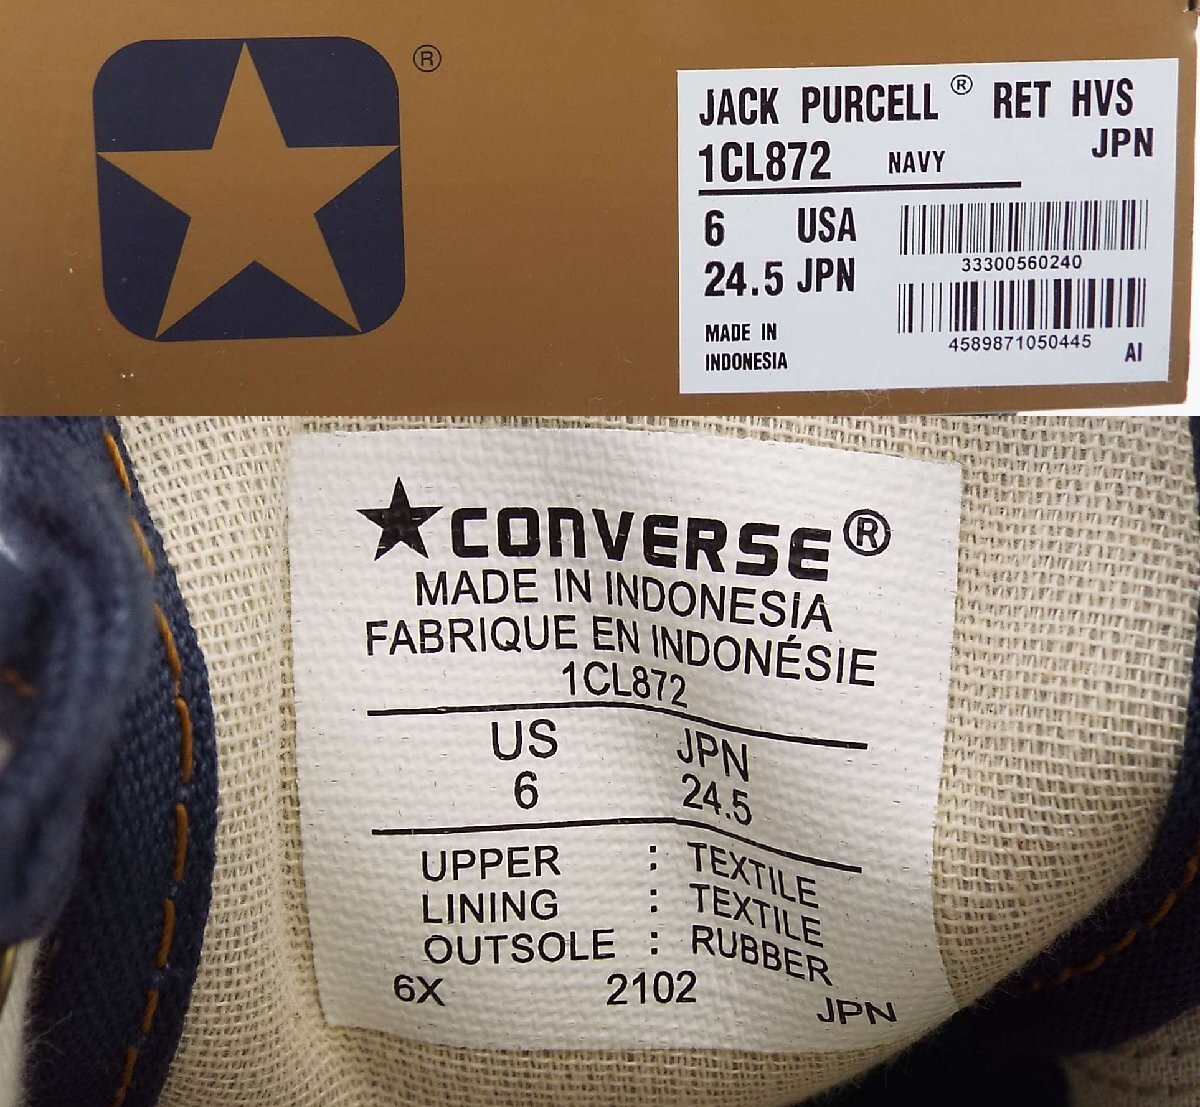 ®
JACK PURCELL® RET HVS
1CL872 NAVY JPN
6 USA
24.5 JPN
33300560240
4589871050445
MADE IN
INDONESIA
AI
CONVERSE®
MADE IN INDONESIA
FABRIQUE EN INDONÉSIE
1CL872
US JPN
6 24.5
UPPER : TEXTILE
LINING : TEXTILE
OUTSOLE : RUBBER
6X 2102 JPN